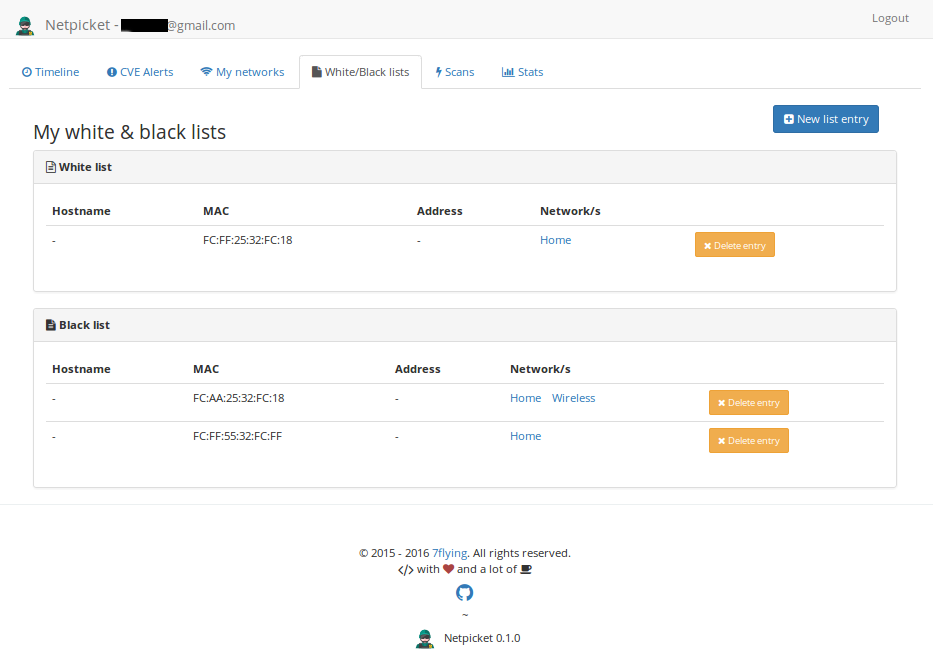 Netpicket - @gmail.com
Logout
Timeline CVE Alerts My networks White/Black lists Scans Stats
My white & black lists
New list entry
White list
Hostname MAC Address Network/s
- FC:FF:25:32:FC:18 - Home Delete entry
Black list
Hostname MAC Address Network/s
- FC:AA:25:32:FC:18 - Home Wireless Delete entry
- FC:FF:55:32:FC:FF - Home Delete entry
© 2015 - 2016 7flying. All rights reserved.
</> with and a lot of
~
Netpicket 0.1.0